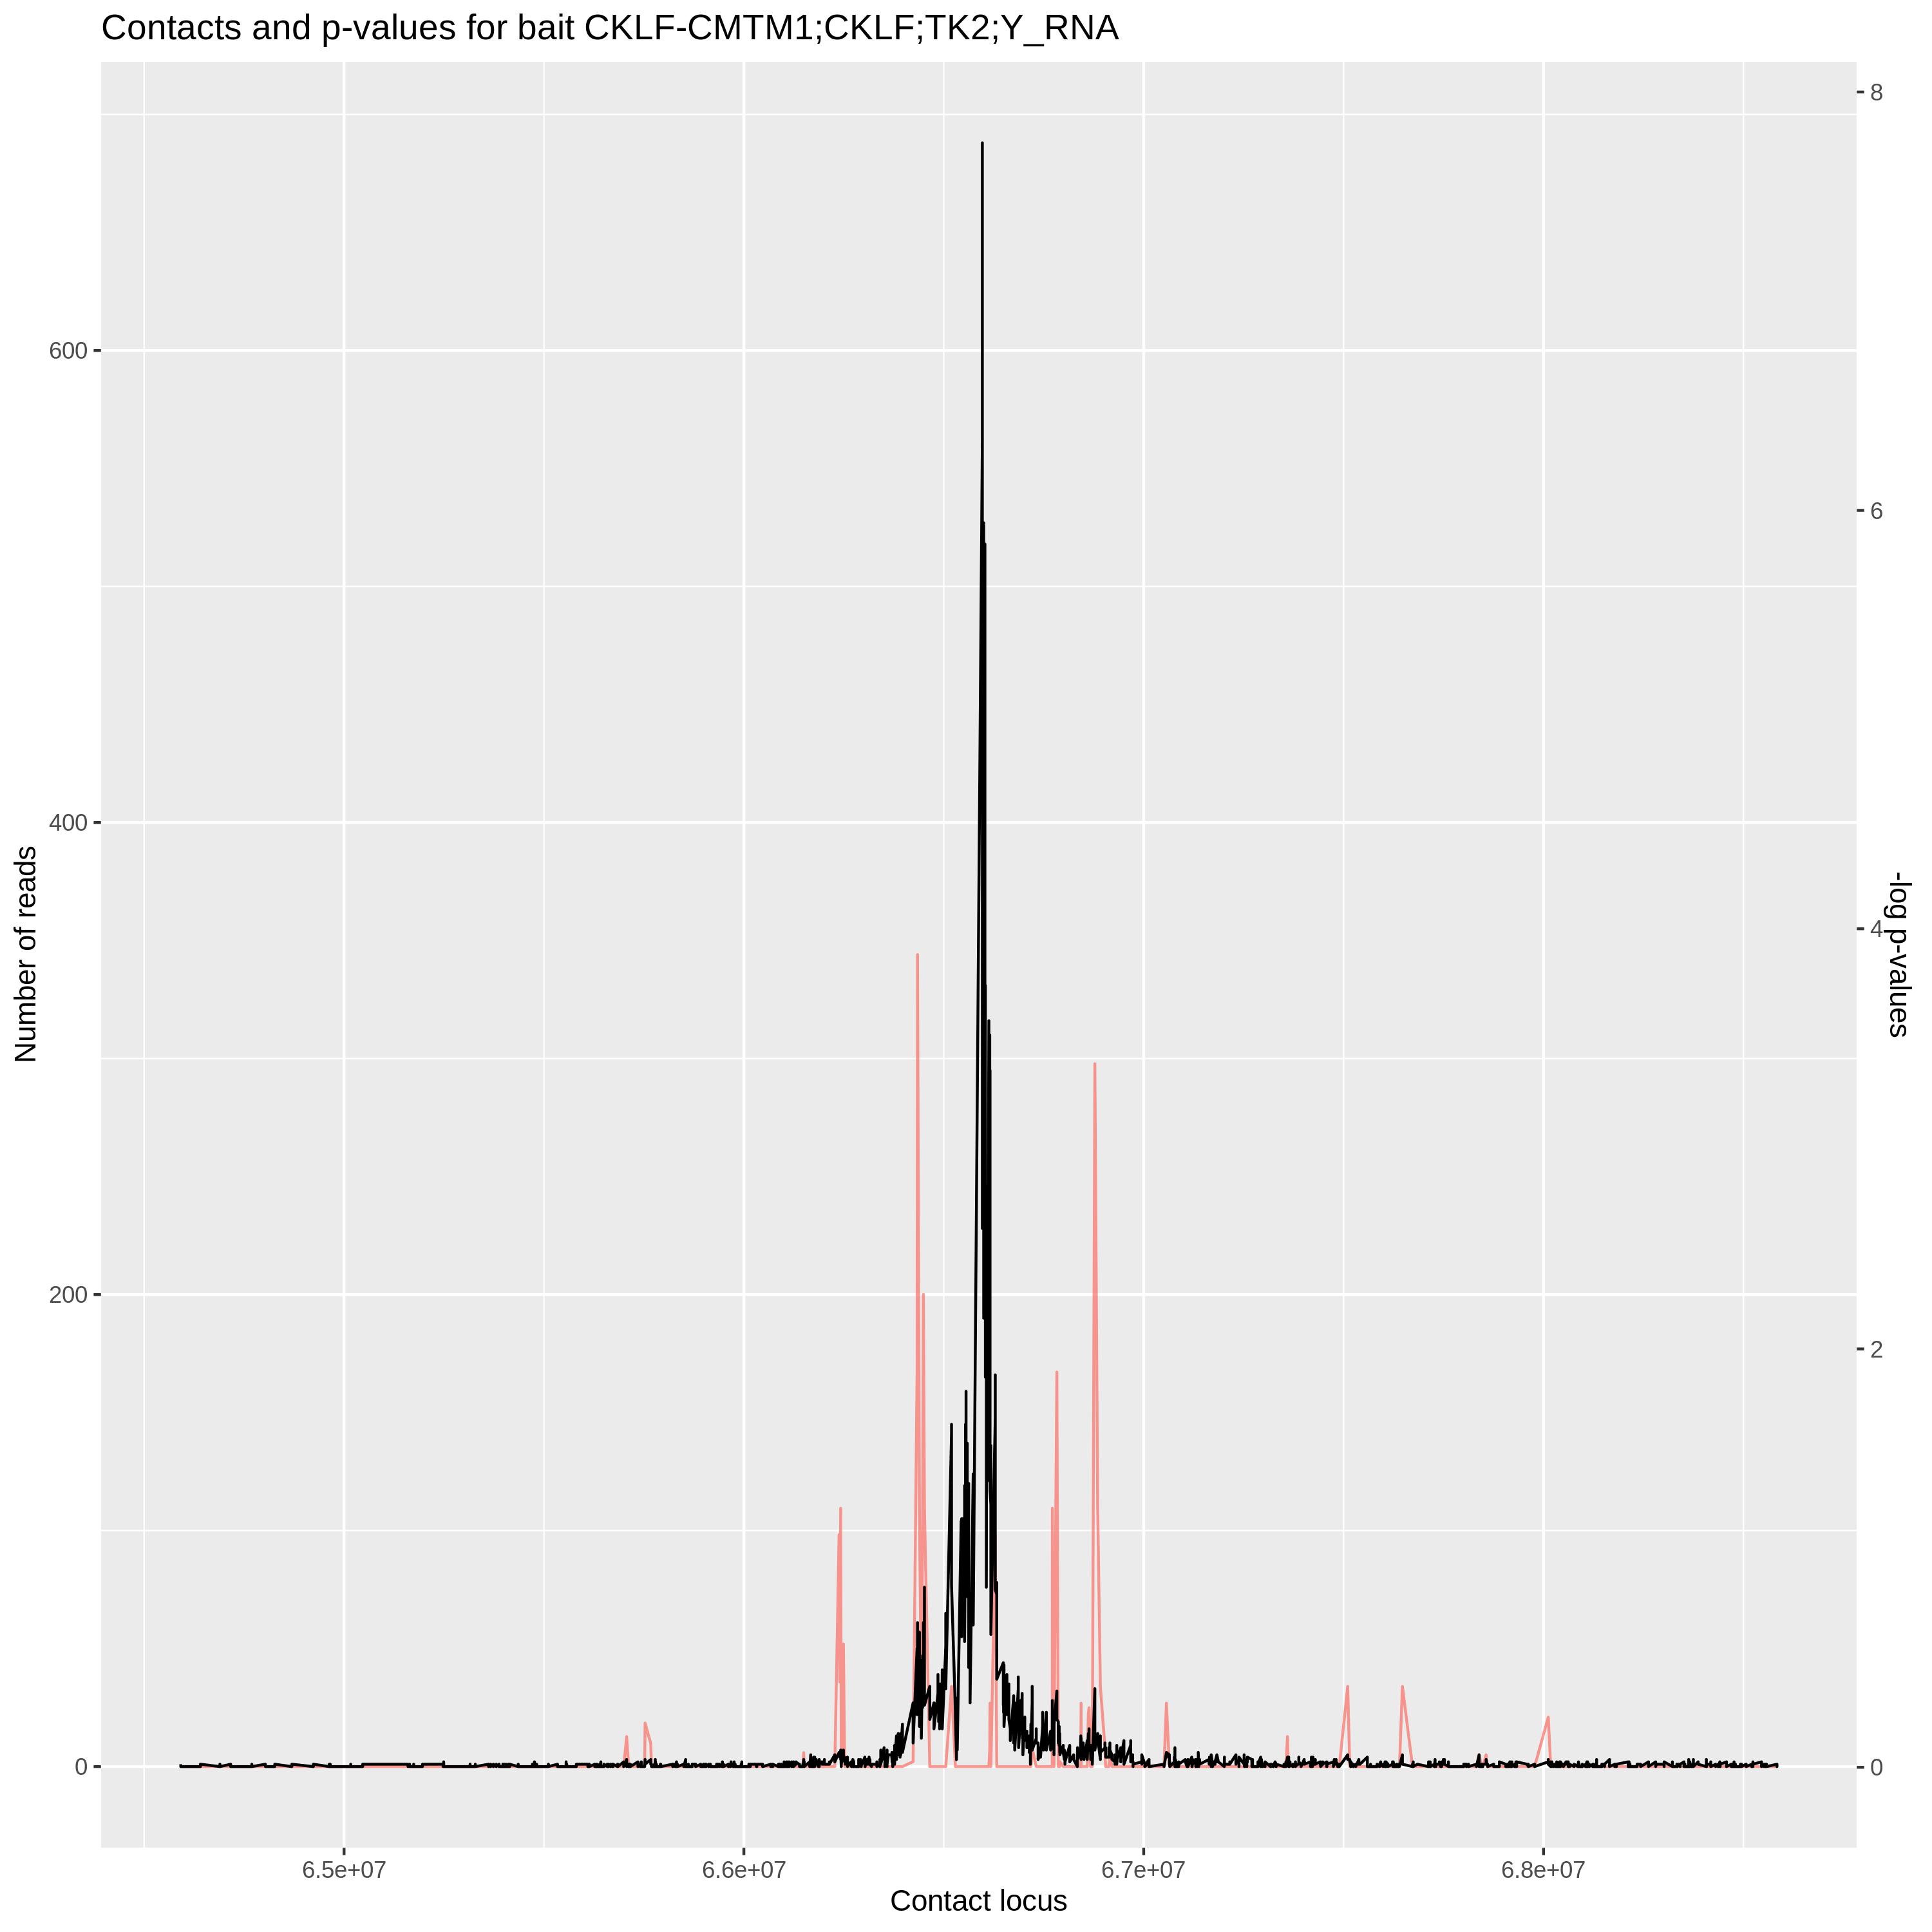 Contacts and p-values for bait CKLF-CMTM1;CKLF;TK2;Y_RNA
8
600
6
400
4
Number of reads
-log p-values
200
2
0
0
6.5e+07
6.6e+07
6.7e+07
6.8e+07
Contact locus